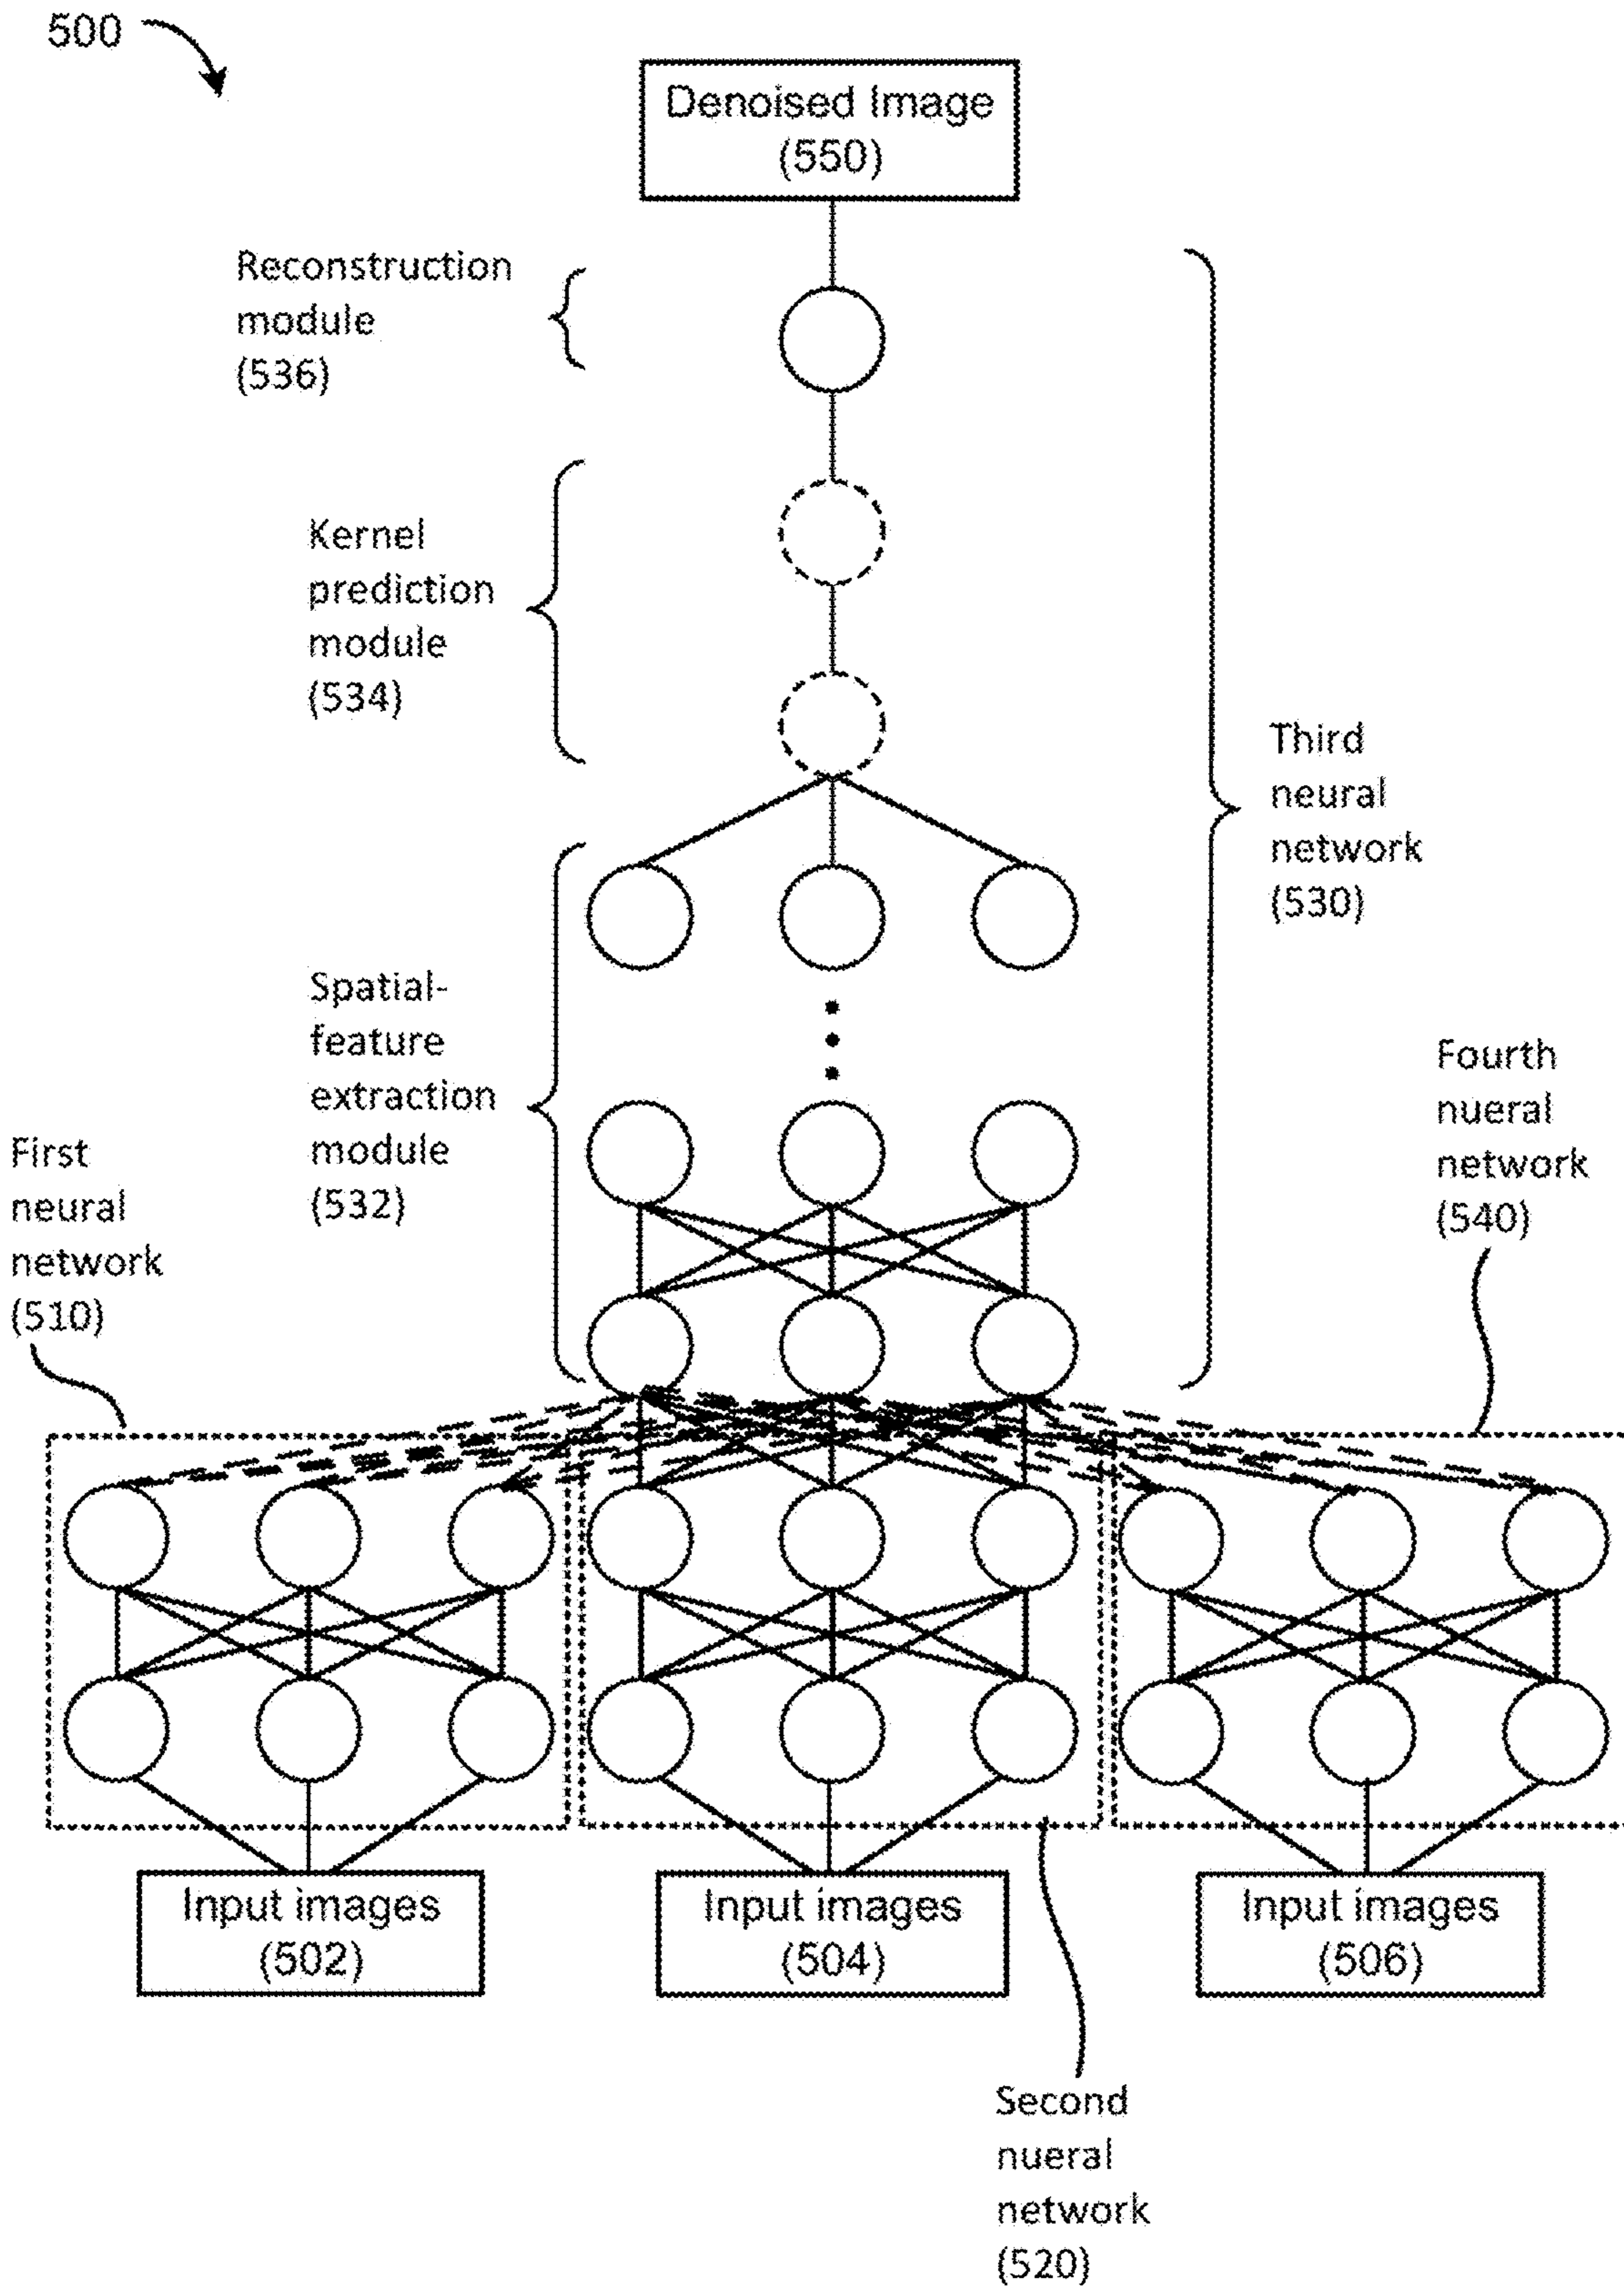 500
Denoised Image
(550)
Reconstruction
module
(536)
Kernel
prediction
module
(534)
Third
neural
network
(530)
Spatial-
feature
extraction
module
(532)
Fourth
nueral
network
(540)
First
neural
network
(510)
Input images
(502)
Input images
(504)
Input images
(506)
Second
nueral
network
(520)